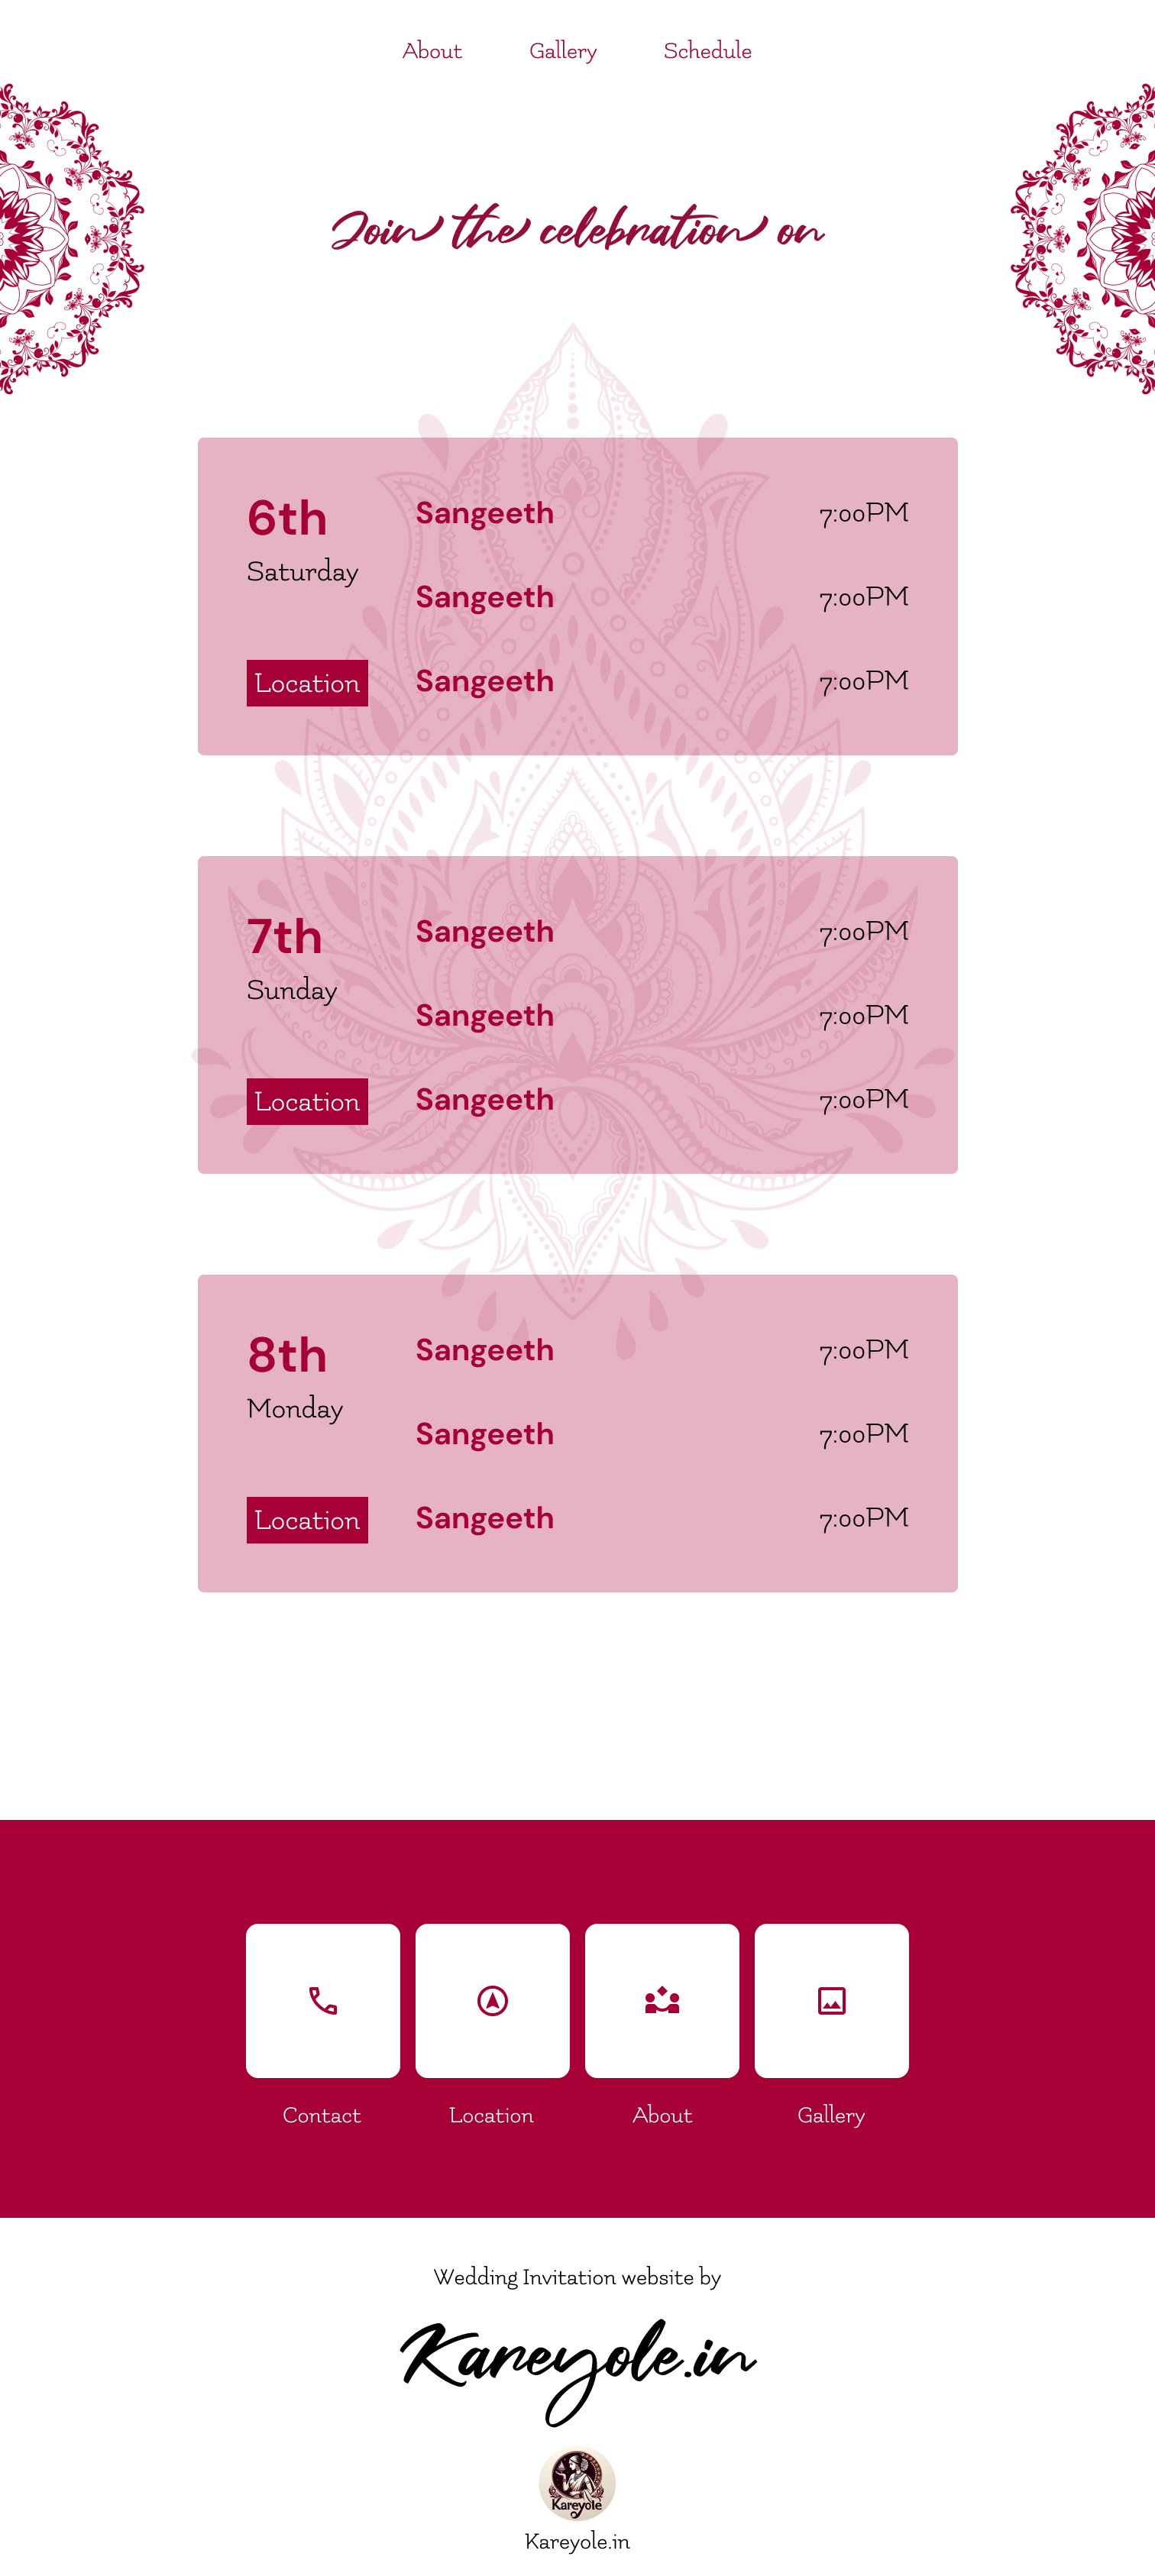 About Gallery Schedule
Join the celebration on
6th Sangeeth 7:00PM
Saturday
Sangeeth 7:00PM
Location Sangeeth 7:00PM
7th Sangeeth 7:00PM
Sunday
Sangeeth 7:00PM
Location Sangeeth 7:00PM
8th Sangeeth 7:00PM
Monday
Sangeeth 7:00PM
Location Sangeeth 7:00PM
Contact Location About Gallery
Wedding Invitation website by
Kareyole.in
Kareyole
Kareyole.in